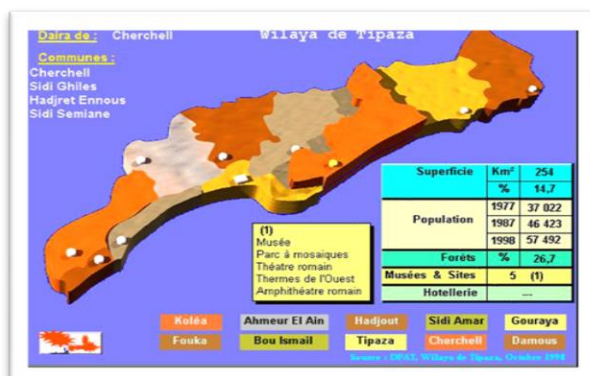 Daira de : Cherchell
Wilaya de Tipaza
Communes :
Cherchell
Sidi Ghiles
Hadjret Ennous
Sidi Semiane
Superficie Km² 254
% 14,7
Population 1977 37 022
1987 46 423
1998 57 492
Forêts % 26,7
Musées & Sites 5 (1)
Hotellerie ---
(1)
Musée
Parc à mosaiques
Théatre romain
Thermes de l'Ouest
Amphithéatre romain
Koléa Ahmeur El Ain Hadjout Sidi Amar Gouraya
Fouka Bou Ismail Tipaza Cherchell Damous
Source : DPAT, Wilaya de Tipaza, Octobre 1998